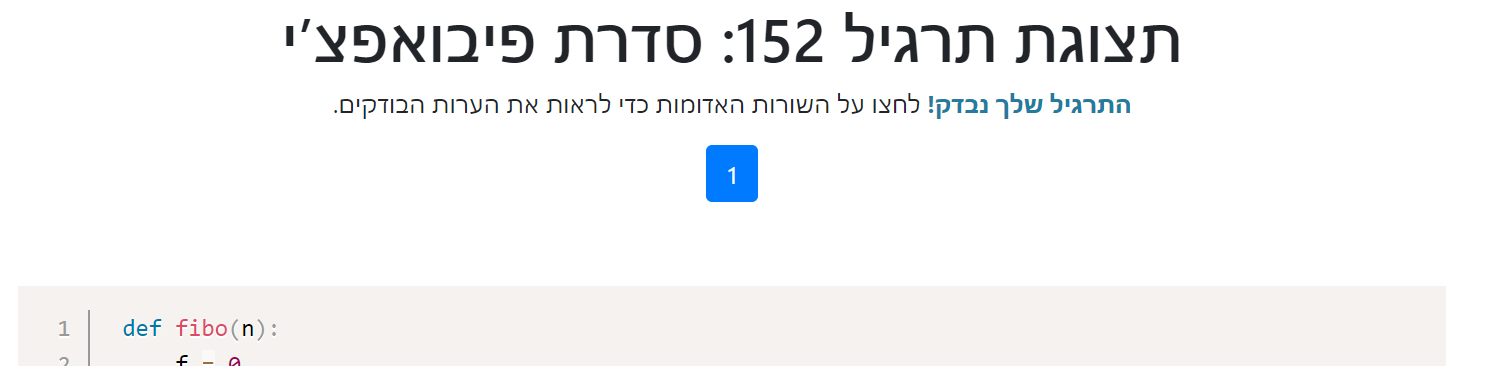 תצוגת תרגיל 152: סדרת פיבואפצ׳י
התרגיל שלך נבדק! לחצו על השורות האדומות כדי לראות את הערות הבודקים.
1
1 def fibo(n):
2 f = 0